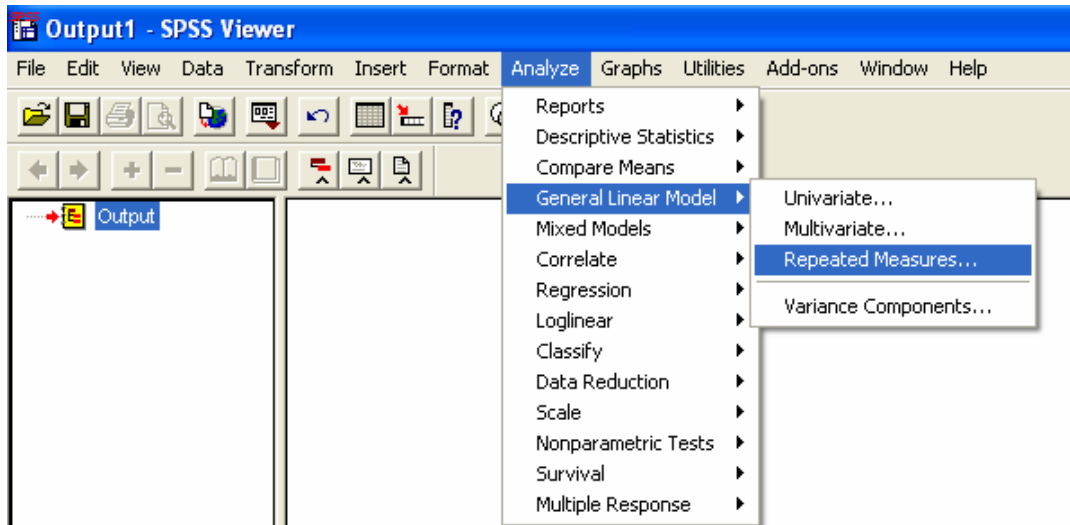 SPSS
Output1 - SPSS Viewer
File Edit View Data Transform Insert Format Analyze Graphs Utilities Add-ons Window Help
Reports
Descriptive Statistics
Compare Means
General Linear Model
Mixed Models
Correlate
Regression
Loglinear
Classify
Data Reduction
Scale
Nonparametric Tests
Survival
Multiple Response
Univariate...
Multivariate...
Repeated Measures...
Variance Components...
Output